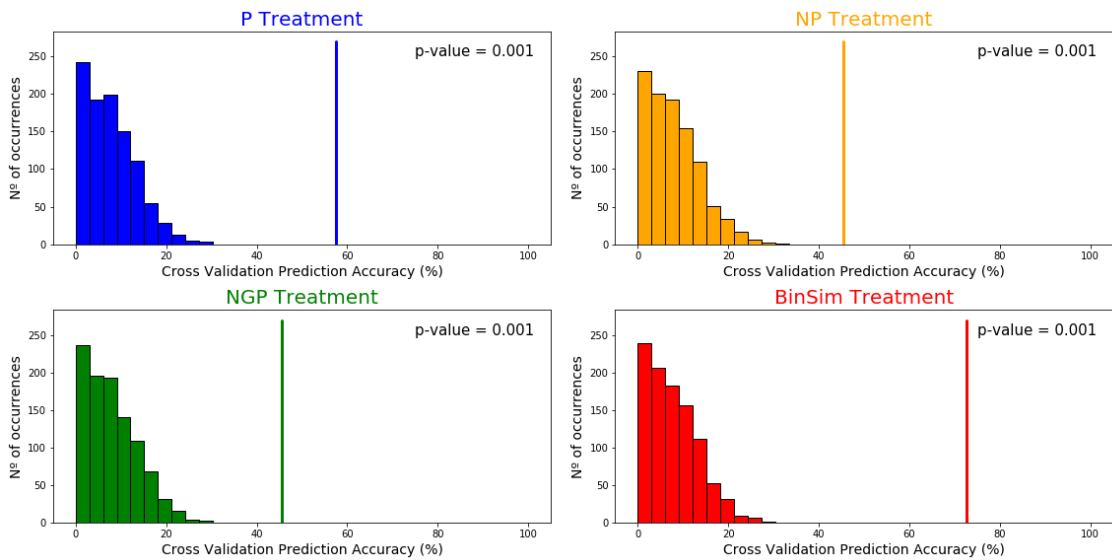 P Treatment
p-value = 0.001
Nº of occurrences
250
200
150
100
50
0
0 20 40 60 80 100
Cross Validation Prediction Accuracy (%)
NP Treatment
p-value = 0.001
Nº of occurrences
250
200
150
100
50
0
0 20 40 60 80 100
Cross Validation Prediction Accuracy (%)
NGP Treatment
p-value = 0.001
Nº of occurrences
250
200
150
100
50
0
0 20 40 60 80 100
Cross Validation Prediction Accuracy (%)
BinSim Treatment
p-value = 0.001
Nº of occurrences
250
200
150
100
50
0
0 20 40 60 80 100
Cross Validation Prediction Accuracy (%)